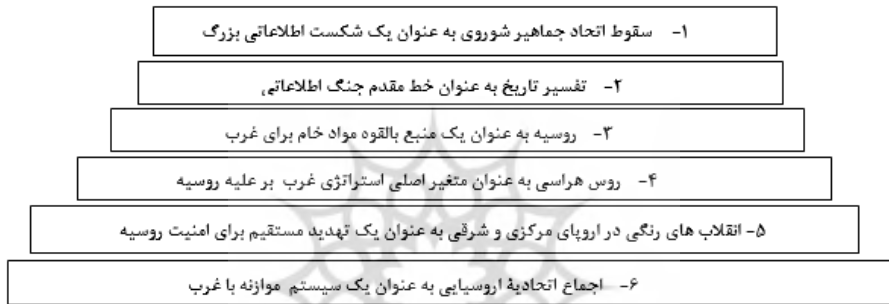 ۱- سقوط اتحاد جماهیر شوروی به عنوان یک شکست اطلاعاتی بزرگ
۲- تفسیر تاریخ به عنوان خط مقدم جنگ اطلاعاتی
۳- روسیه به عنوان یک منبع بالقوه مواد خام برای غرب
۴- روس هراسی به عنوان متغیر اصلی استراتژی غرب بر علیه روسیه
۵- انقلاب های رنگی در اروپای مرکزی و شرقی به عنوان یک تهدید مستقیم برای امنیت روسیه
۶- اجماع اتحادیۀ اروسیایی به عنوان یک سیستم موازنه با غرب